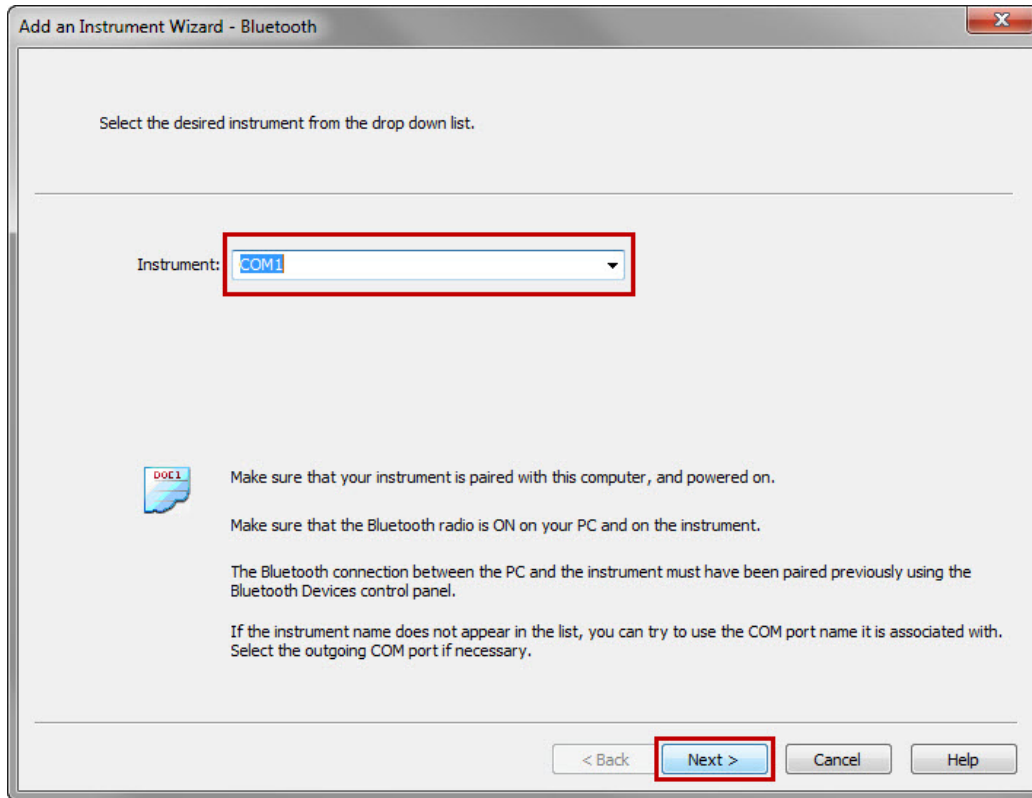 Add an Instrument Wizard - Bluetooth
Select the desired instrument from the drop down list.
Instrument: COM1
DOC1
Make sure that your instrument is paired with this computer, and powered on.
Make sure that the Bluetooth radio is ON on your PC and on the instrument.
The Bluetooth connection between the PC and the instrument must have been paired previously using the
Bluetooth Devices control panel.
If the instrument name does not appear in the list, you can try to use the COM port name it is associated with.
Select the outgoing COM port if necessary.
< Back Next > Cancel Help